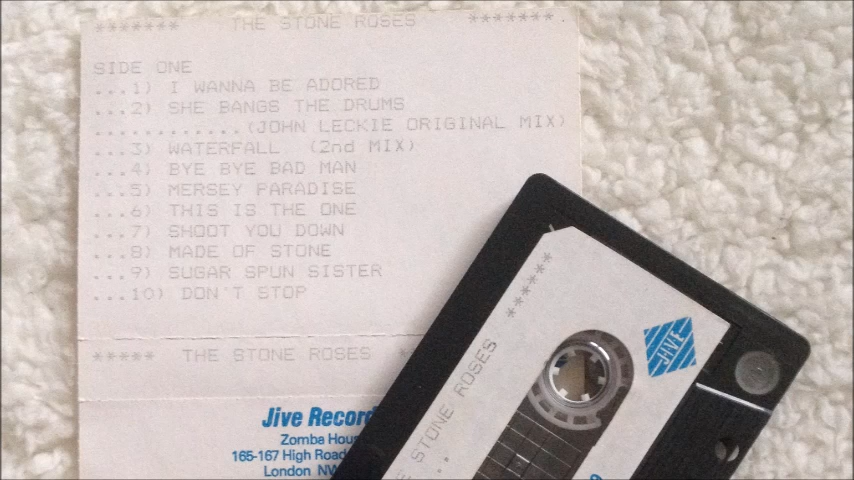 *******   THE STONE ROSES   *******
SIDE ONE
...1) I WANNA BE ADORED
...2) SHE BANGS THE DRUMS
............(JOHN LECKIE ORIGINAL MIX)
...3) WATERFALL  (2nd MIX)
...4) BYE BYE BAD MAN
...5) MERSEY PARADISE
...6) THIS IS THE ONE
...7) SHOOT YOU DOWN
...8) MADE OF STONE
...9) SUGAR SPUN SISTER
...10) DON'T STOP
*****  THE STONE ROSES  *
Jive Record
Zomba Hou
165-167 High Road
London NW
E STONE ROSES ******
JIVE